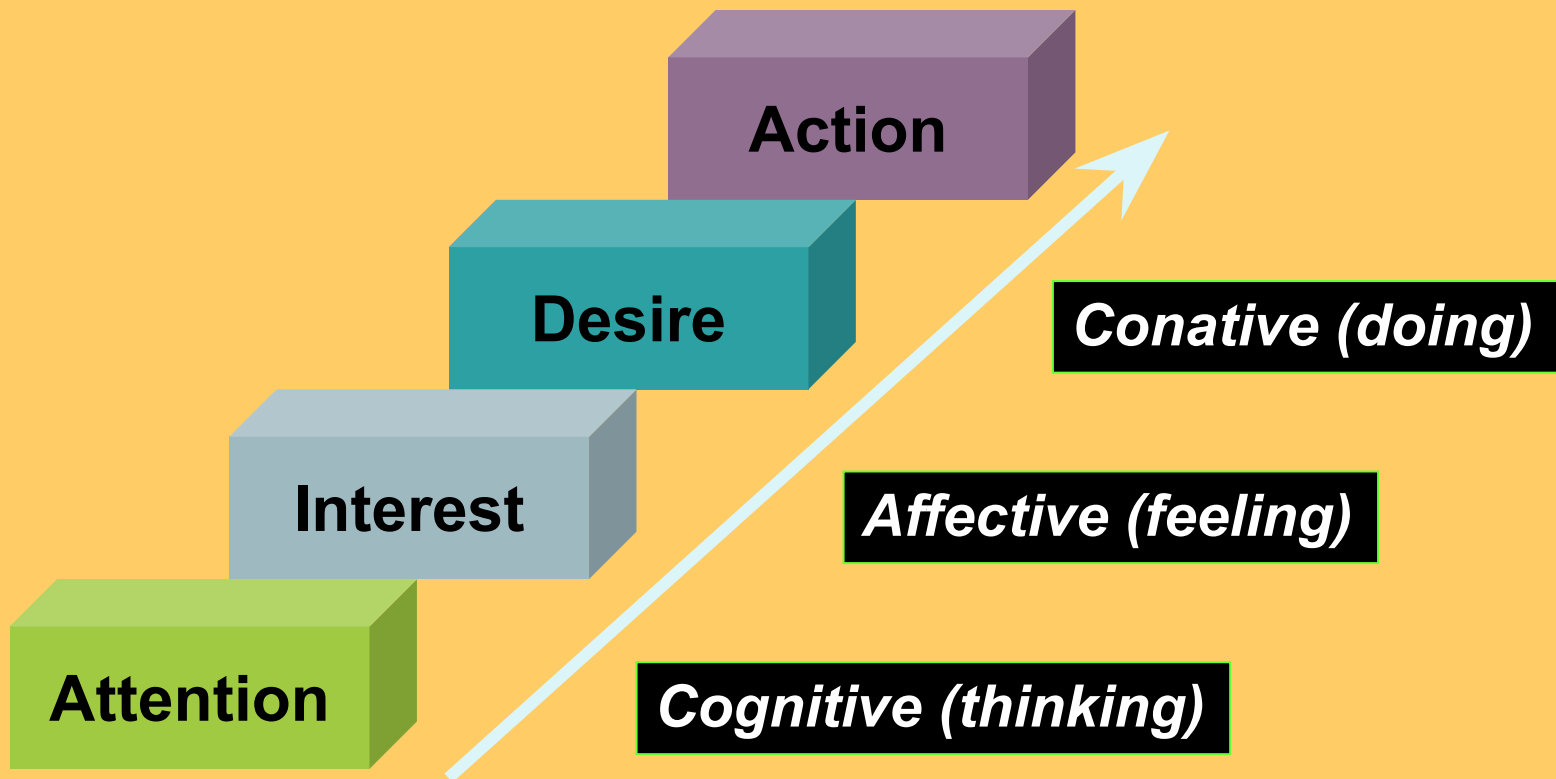 Action
Desire
Conative (doing)
Interest
Affective (feeling)
Attention
Cognitive (thinking)